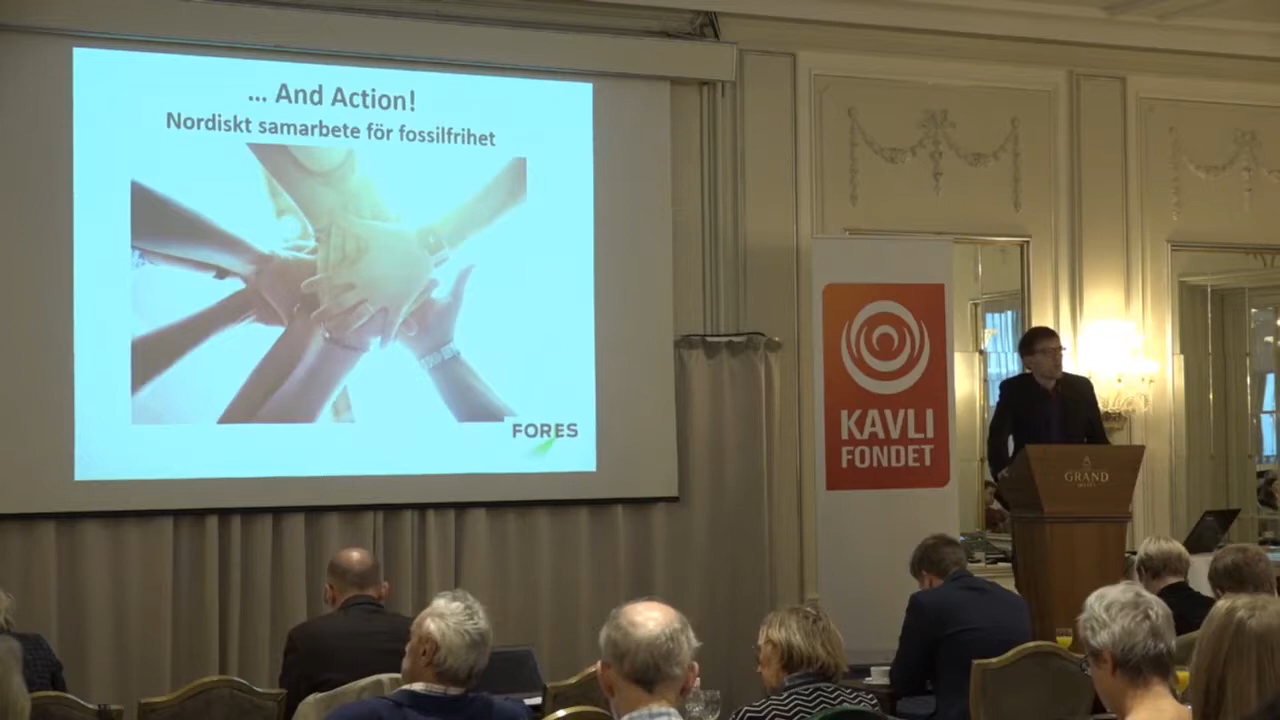 ... And Action!
Nordiskt samarbete för fossilfrihet
FORES
KAVLI
FONDET
GRAND